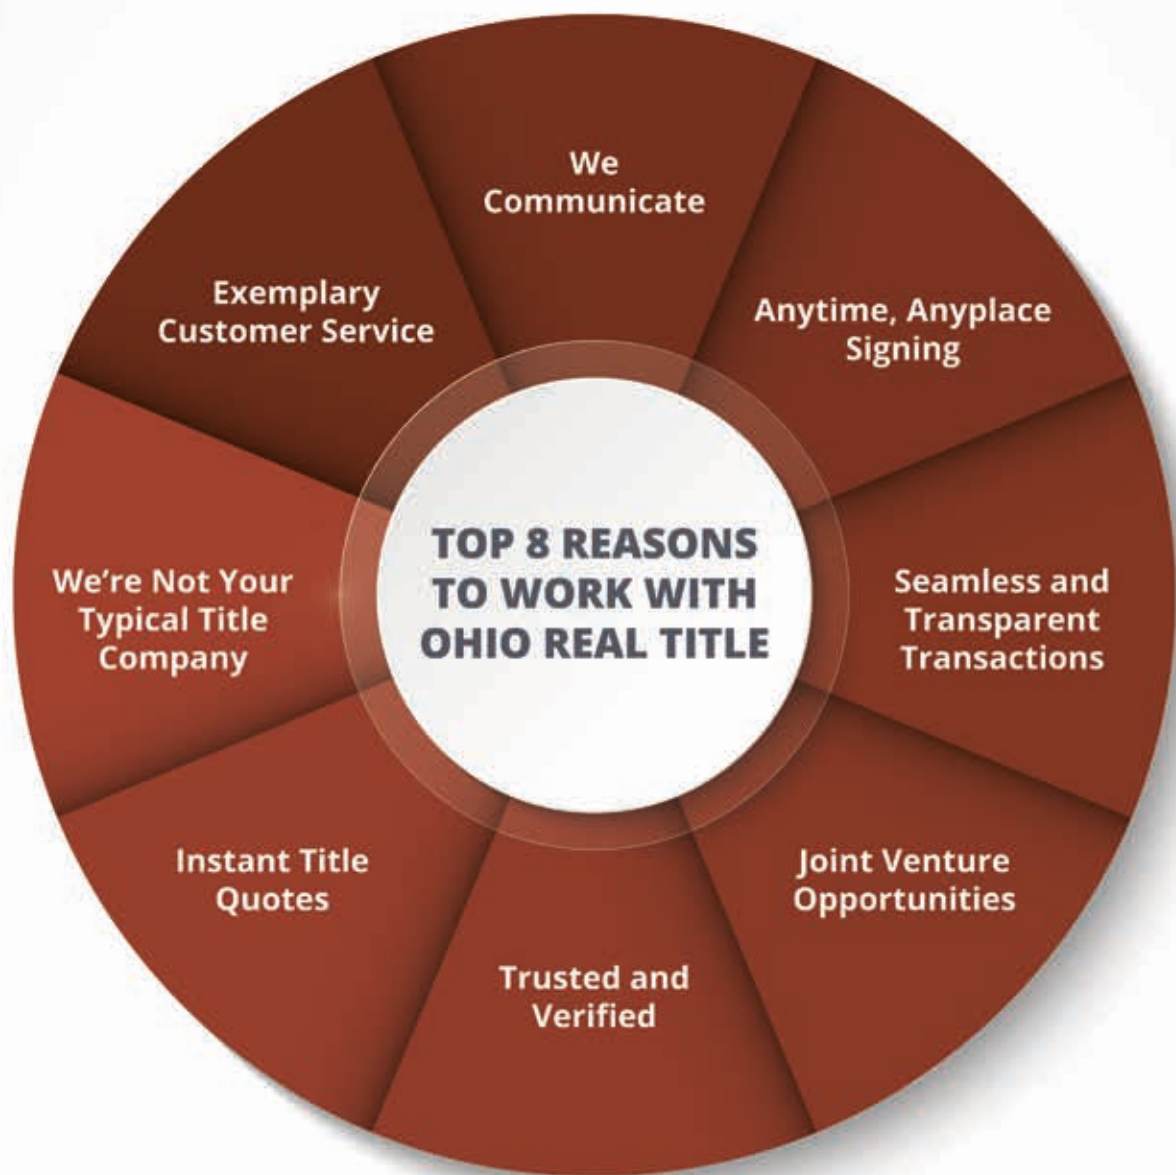 TOP 8 REASONS
TO WORK WITH
OHIO REAL TITLE
We
Communicate
Anytime, Anyplace
Signing
Seamless and
Transparent
Transactions
Joint Venture
Opportunities
Trusted and
Verified
Instant Title
Quotes
We're Not Your
Typical Title
Company
Exemplary
Customer Service